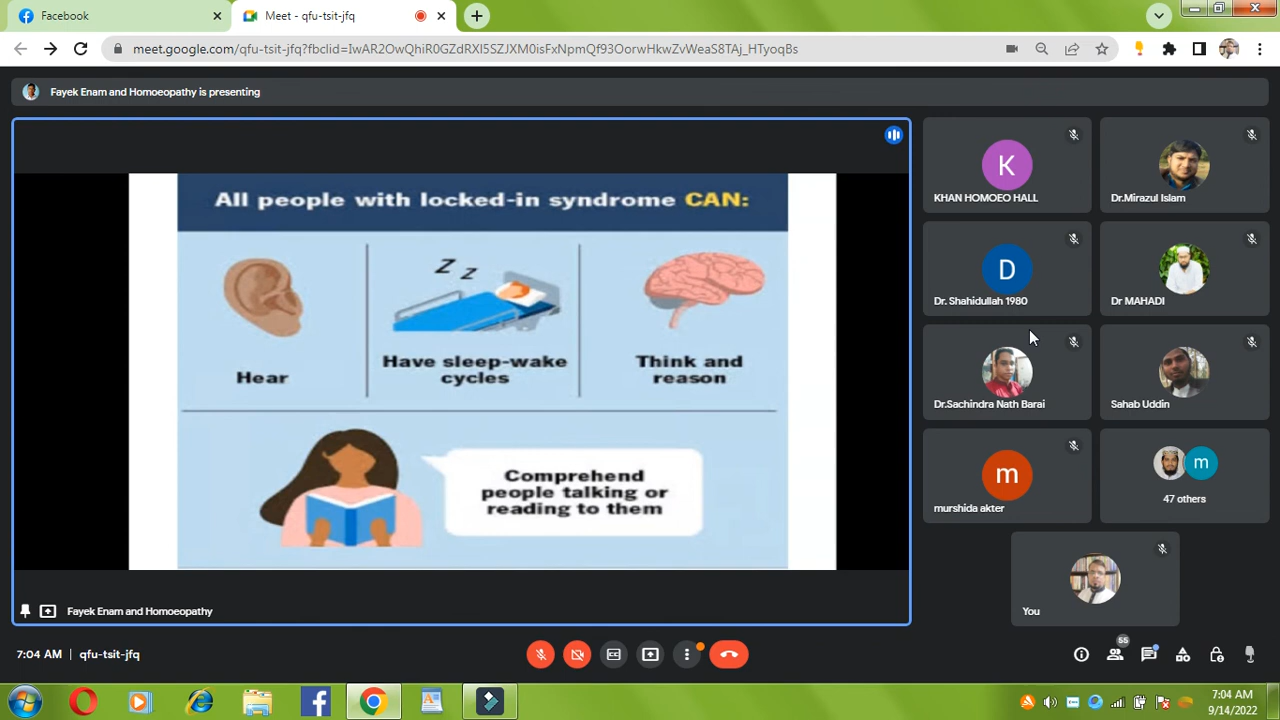 Facebook
Meet - qfu-tsit-jfq
meet.google.com/qfu-tsit-jfq?fbclid=IwAR2OwQhiR0GZdRXI5SZJXM0isFxNpmQf93OorwHkwZvWeaS8TAj_HTyoqBs
Fayek Enam and Homoeopathy is presenting
All people with locked-in syndrome CAN:
Z Z
Hear
Have sleep-wake
cycles
Think and
reason
Comprehend
people talking or
reading to them
Fayek Enam and Homoeopathy
K
KHAN HOMOEO HALL
Dr.Mirazul Islam
D
Dr. Shahidullah 1980
Dr MAHADI
Dr.Sachindra Nath Barai
Sahab Uddin
m
murshida akter
m
47 others
You
7:04 AM | qfu-tsit-jfq
55
7:04 AM
9/14/2022